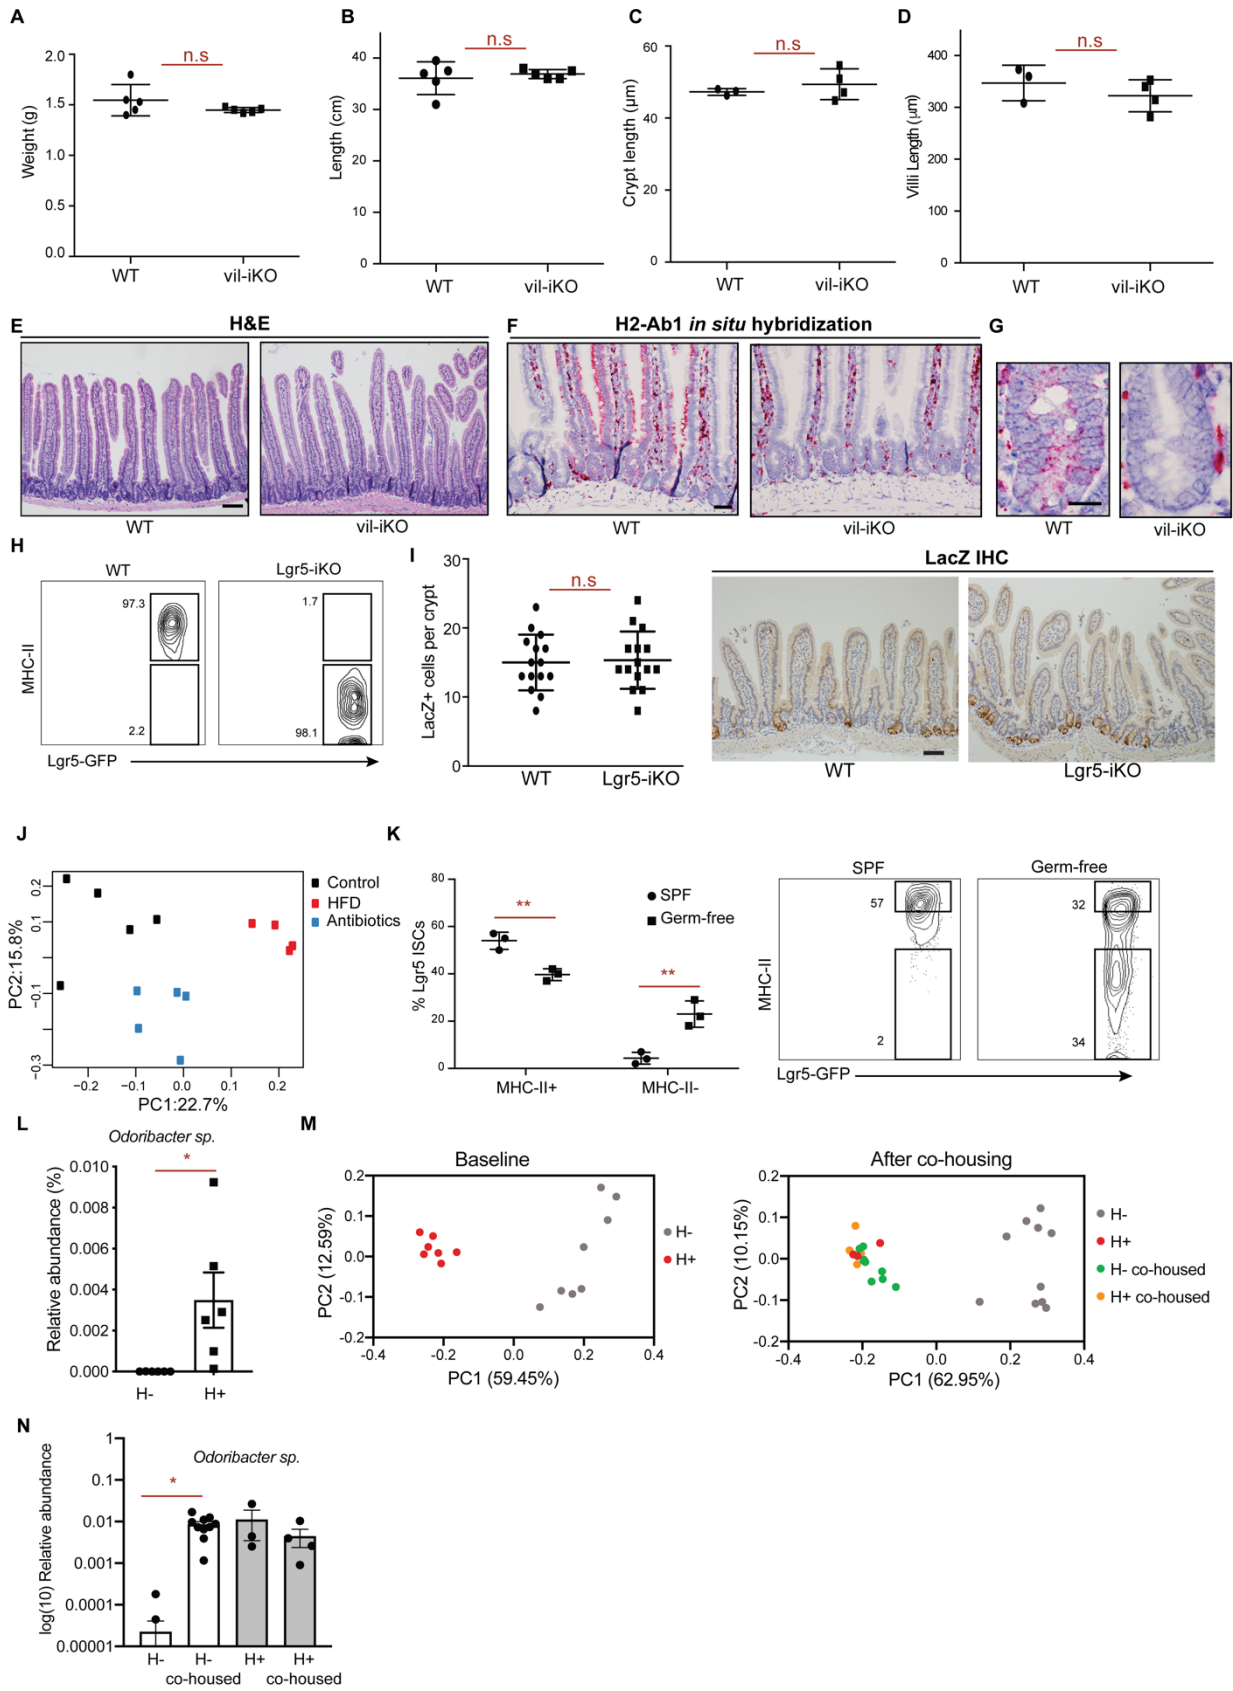 A
B
C
D
2.0
1.5
1.0
0.5
0.0
Weight (g)
n.s
WT
vil-iKO
40
30
20
10
0
Length (cm)
n.s
WT
vil-iKO
60
40
20
0
Crypt length (μm)
n.s
WT
vil-iKO
400
300
200
100
0
Villi Length (μm)
n.s
WT
vil-iKO
E
H&E
WT
vil-iKO
F
H2-Ab1 in situ hybridization
WT
vil-iKO
G
WT
vil-iKO
H
WT
Lgr5-iKO
97.3
2.2
1.7
98.1
MHC-II
Lgr5-GFP
I
30
20
10
0
LacZ+ cells per crypt
n.s
WT
Lgr5-iKO
LacZ IHC
WT
Lgr5-iKO
J
0.2
0.1
−0.1
−0.3
PC2:15.8%
−0.2
−0.1
0.0
0.1
0.2
PC1:22.7%
Control
HFD
Antibiotics
K
80
60
40
20
0
% Lgr5 ISCs
**
**
SPF
Germ-free
MHC-II+
MHC-II-
SPF
Germ-free
57
2
32
34
MHC-II
Lgr5-GFP
L
Odoribacter sp.
*
0.010
0.008
0.006
0.004
0.002
0.000
Relative abundance (%)
H-
H+
M
Baseline
0.2
0.1
0.0
-0.1
-0.2
PC2 (12.59%)
-0.4
-0.2
0.0
0.2
0.4
PC1 (59.45%)
H-
H+
After co-housing
0.2
0.1
0.0
-0.1
-0.2
PC2 (10.15%)
-0.4
-0.2
0.0
0.2
0.4
PC1 (62.95%)
H-
H+
H- co-housed
H+ co-housed
N
Odoribacter sp.
*
1
0.1
0.01
0.001
0.0001
0.00001
log(10) Relative abundance
H-
H-
co-housed
H+
H+
co-housed